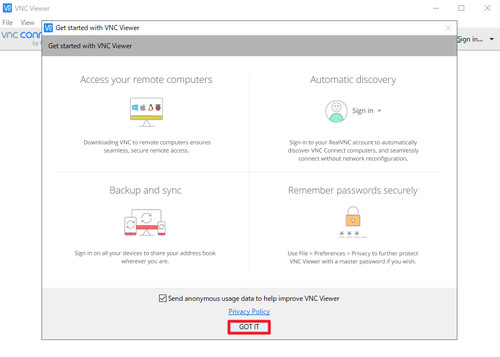 VNC Viewer
File View
vnc conn
by
Sign in...
Get started with VNC Viewer
Get started with VNC Viewer
Access your remote computers
Downloading VNC to remote computers ensures
seamless, secure remote access.
Automatic discovery
Sign in
Sign in to your RealVNC account to automatically
discover VNC Connect computers, and seamlessly
connect without network reconfiguration.
Backup and sync
Sign in on all your devices to share your address book
wherever you are.
Remember passwords securely
Use File > Preferences > Privacy to further protect
VNC Viewer with a master password if you wish.
Send anonymous usage data to help improve VNC Viewer
Privacy Policy
GOT IT